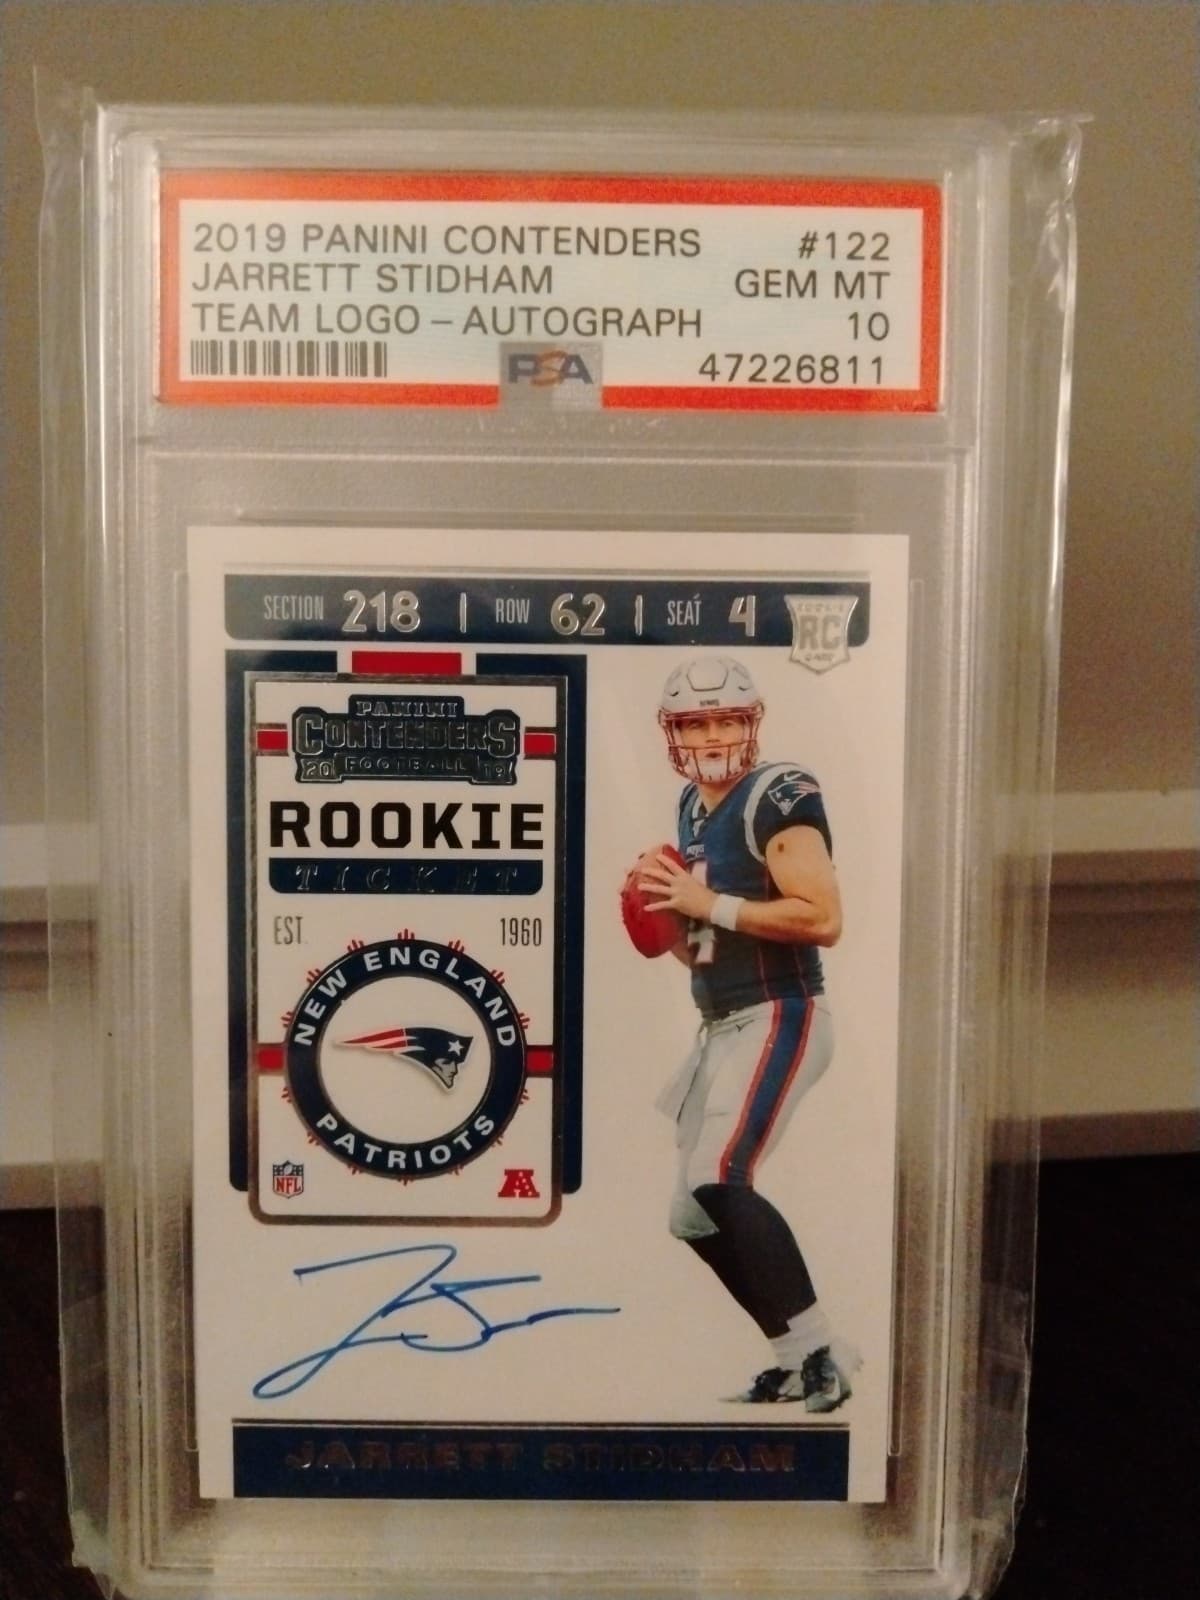 2019 PANINI CONTENDERS #122
JARRETT STIDHAM GEM MT
TEAM LOGO – AUTOGRAPH 10
PSA 47226811
SECTION 218 | ROW 62 | SEAT 4
RC
PANINI
CONTENDERS
20 FOOTBALL 19
ROOKIE
TICKET
EST. 1960
NEW ENGLAND
PATRIOTS
NFL A
JARRETT STIDHAM